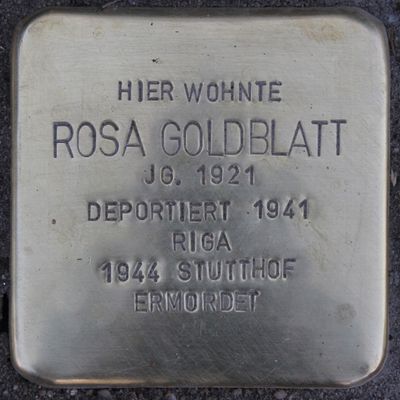 HIER WOHNTE
ROSA GOLDBLATT
JG. 1921
DEPORTIERT 1941
RIGA
1944 STUTTHOF
ERMORDET